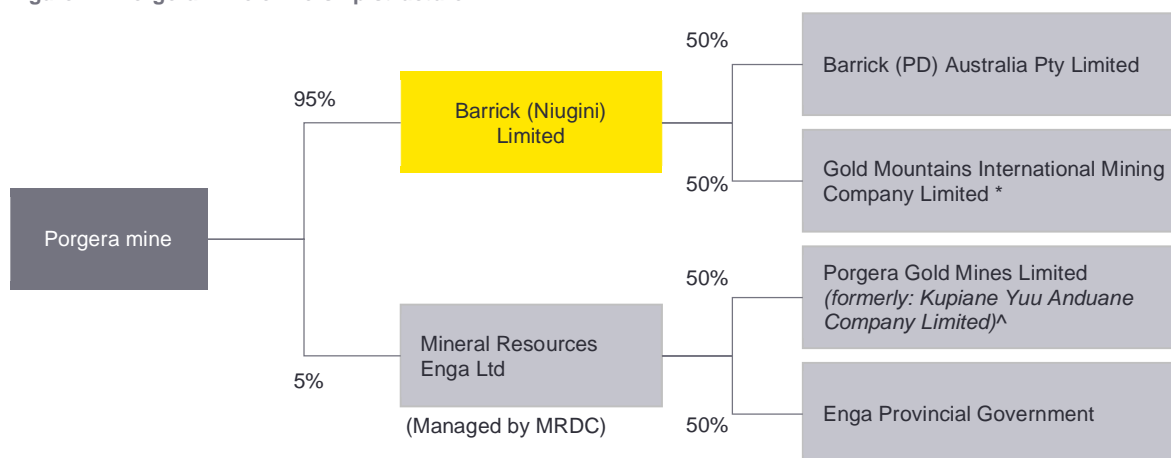 50%
Barrick (PD) Australia Pty Limited
95%
Barrick (Niugini)
Limited
50%
Gold Mountains International Mining
Company Limited *
Porgera mine
50%
Porgera Gold Mines Limited
(formerly: Kupiane Yuu Anduane
Company Limited)^
Mineral Resources
Enga Ltd
5%
(Managed by MRDC)
50%
Enga Provincial Government